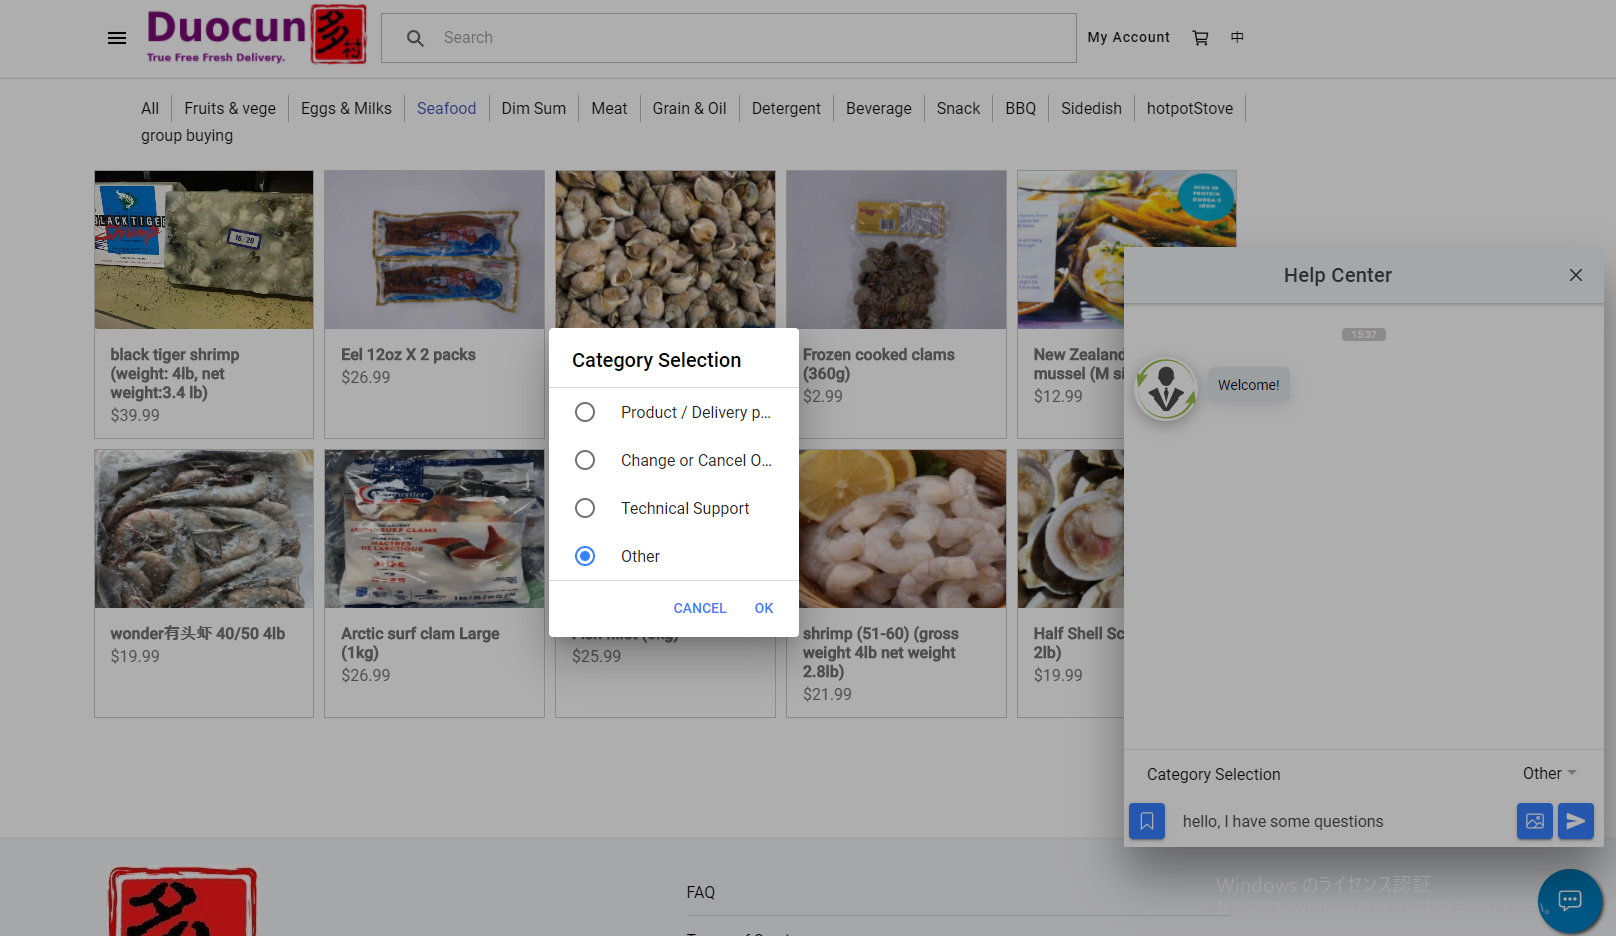 Duocun
True Free Fresh Delivery.
多村
Search
My Account
中
All
Fruits & vege
Eggs & Milks
Seafood
Dim Sum
Meat
Grain & Oil
Detergent
Beverage
Snack
BBQ
Sidedish
hotpotStove
group buying
BLACK TIGER
Shrimp
16/20
HIGH IN
PROTEIN
OMEGA-3
IRON
black tiger shrimp
(weight: 4lb, net
weight:3.4 lb)
$39.99
Eel 12oz X 2 packs
$26.99
Frozen cooked clams
(360g)
$2.99
New Zealand
mussel (M si
$12.99
wonder有头虾 40/50 4lb
$19.99
Arctic surf clam Large
(1kg)
$26.99
$25.99
shrimp (51-60) (gross
weight 4lb net weight
2.8lb)
$21.99
Half Shell Sc
2lb)
$19.99
Category Selection
Product / Delivery p...
Change or Cancel O...
Technical Support
Other
CANCEL
OK
Help Center
15:37
Welcome!
Category Selection
Other
hello, I have some questions
多
FAQ
Windows のライセンス認証